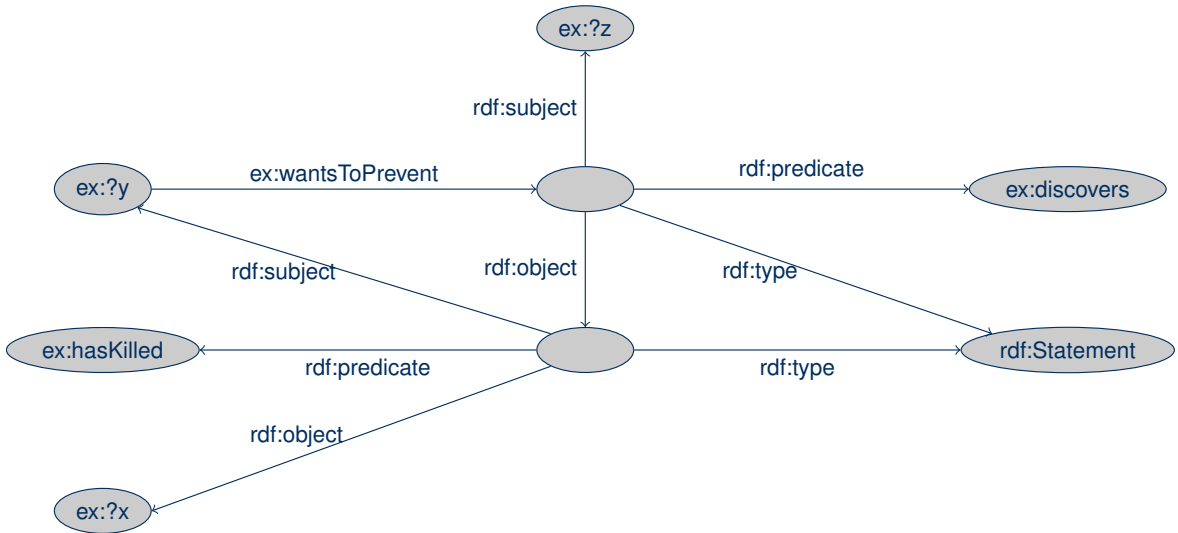 ex:?z
rdf:subject
ex:?y
ex:wantsToPrevent
rdf:predicate
ex:discovers
rdf:subject
rdf:object
rdf:type
ex:hasKilled
rdf:predicate
rdf:type
rdf:Statement
rdf:object
ex:?x